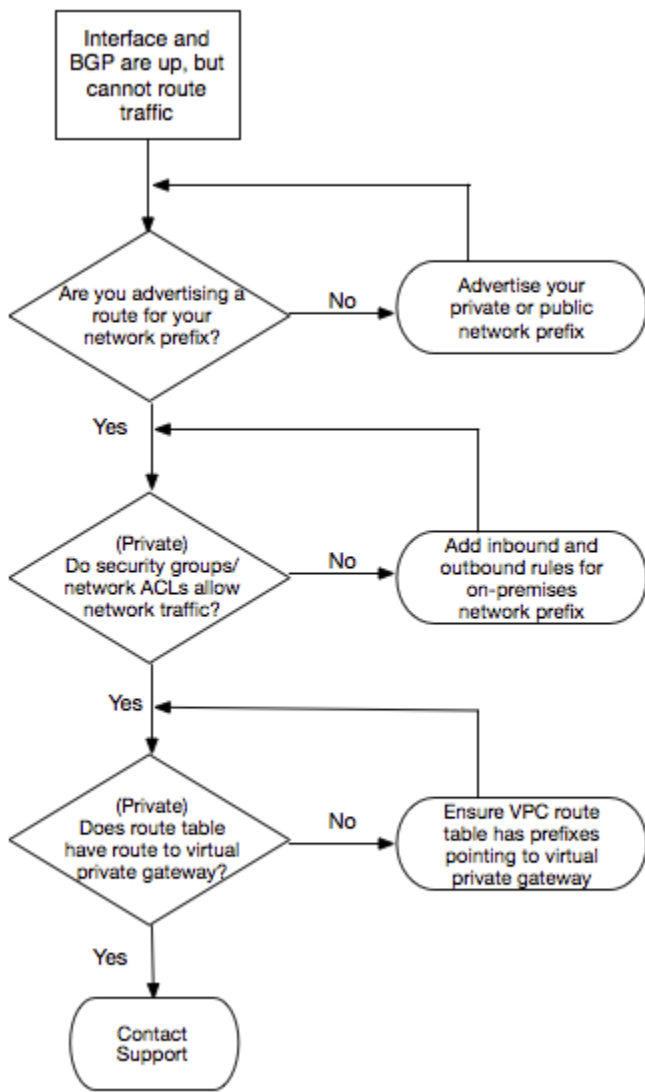 Interface and
BGP are up, but
cannot route
traffic
Are you advertising a
route for your
network prefix?
No
Advertise your
private or public
network prefix
Yes
(Private)
Do security groups/
network ACLs allow
network traffic?
No
Add inbound and
outbound rules for
on-premises
network prefix
Yes
(Private)
Does route table
have route to virtual
private gateway?
No
Ensure VPC route
table has prefixes
pointing to virtual
private gateway
Yes
Contact
Support